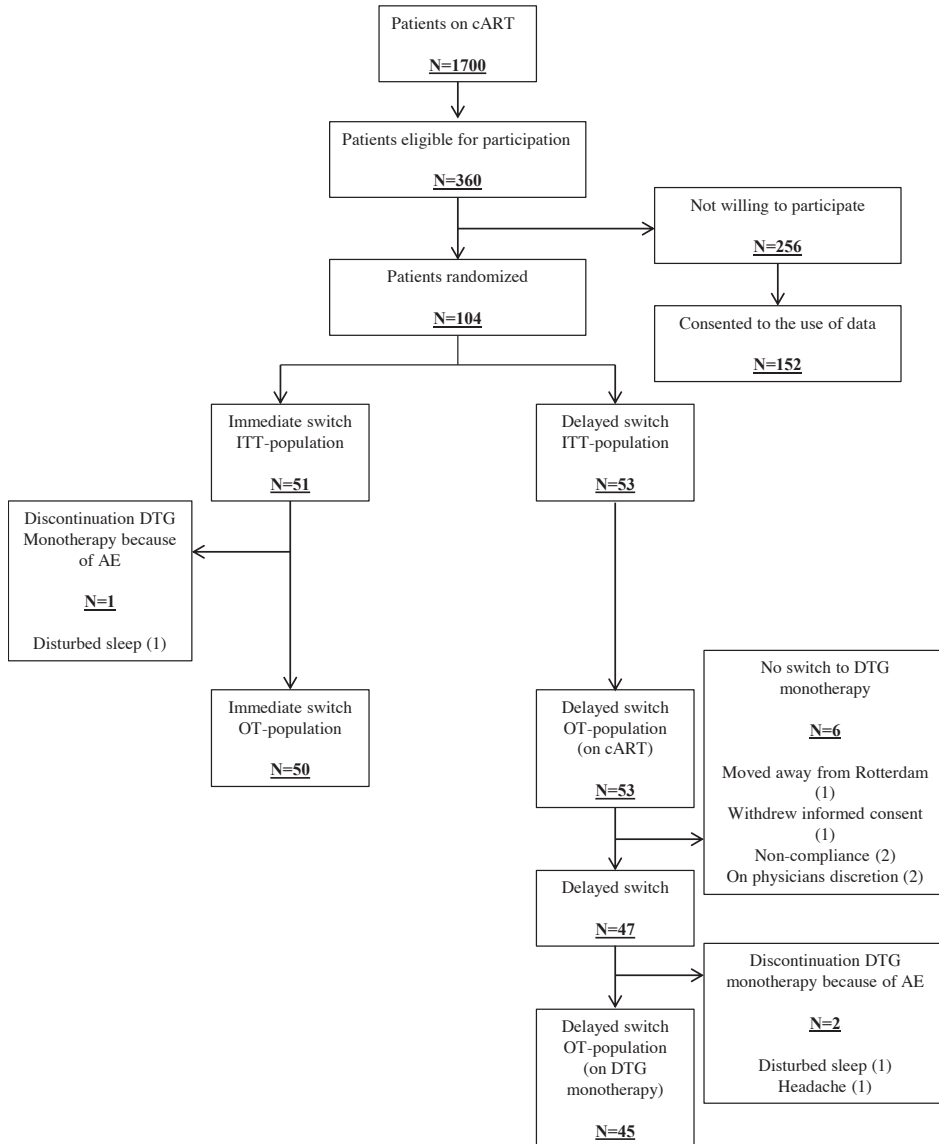 Patients on cART
N=1700
Patients eligible for participation
N=360
Not willing to participate
N=256
Patients randomized
N=104
Consented to the use of data
N=152
Immediate switch
ITT-population
N=51
Delayed switch
ITT-population
N=53
Discontinuation DTG
Monotherapy because
of AE
N=1
Disturbed sleep (1)
Immediate switch
OT-population
N=50
Delayed switch
OT-population
(on cART)
N=53
No switch to DTG
monotherapy
N=6
Moved away from Rotterdam
(1)
Withdrew informed consent
(1)
Non-compliance (2)
On physicians discretion (2)
Delayed switch
N=47
Discontinuation DTG
monotherapy because of AE
N=2
Disturbed sleep (1)
Headache (1)
Delayed switch
OT-population
(on DTG
monotherapy)
N=45